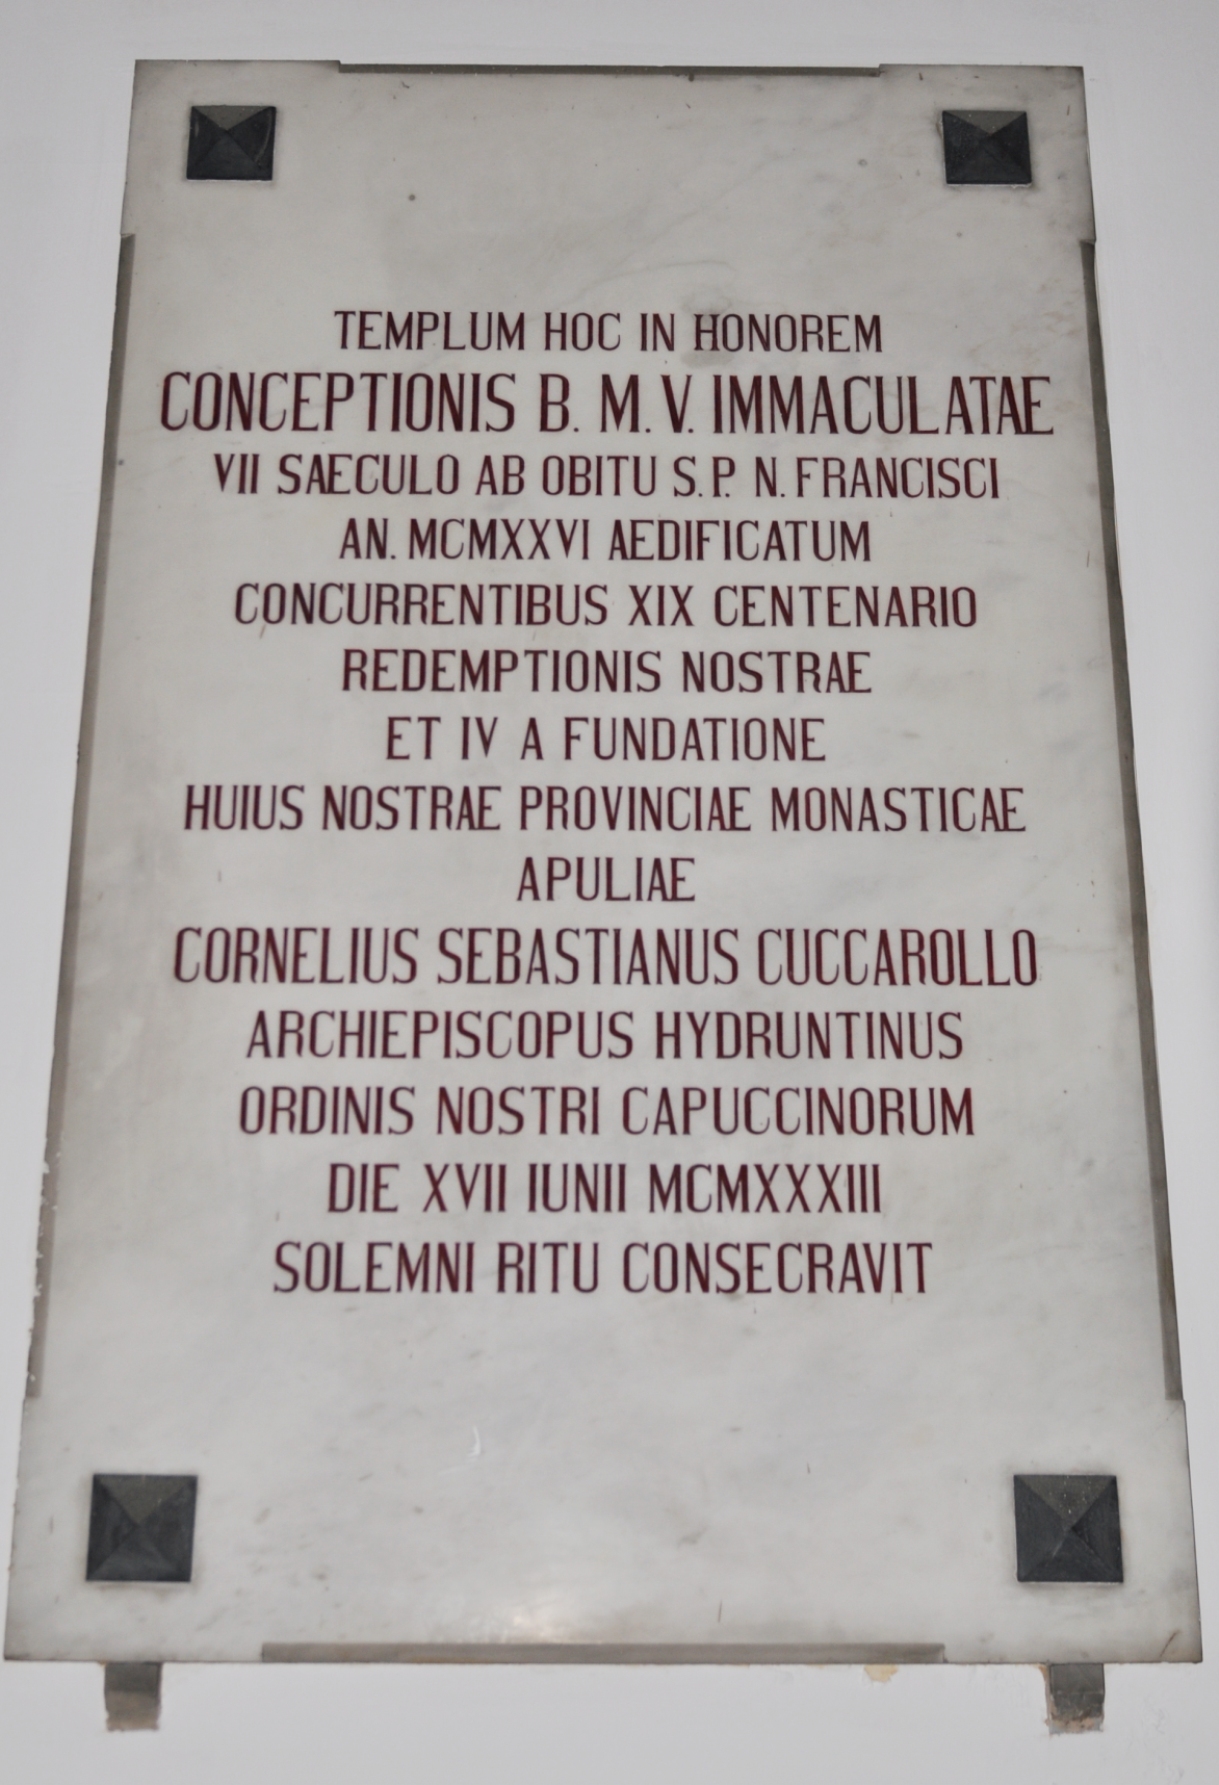 TEMPLUM HOC IN HONOREM
CONCEPTIONIS B. M. V. IMMACULATAE
VII SAECULO AB OBITU S. P. N. FRANCISCI
AN. MCMXXVI AEDIFICATUM
CONCURRENTIBUS XIX CENTENARIO
REDEMPTIONIS NOSTRAE
ET IV A FUNDATIONE
HUIUS NOSTRAE PROVINCIAE MONASTICAE
APULIAE
CORNELIUS SEBASTIANUS CUCCAROLLO
ARCHIEPISCOPUS HYDRUNTINUS
ORDINIS NOSTRI CAPUCCINORUM
DIE XVII IUNII MCMXXXIII
SOLEMNI RITU CONSECRAVIT